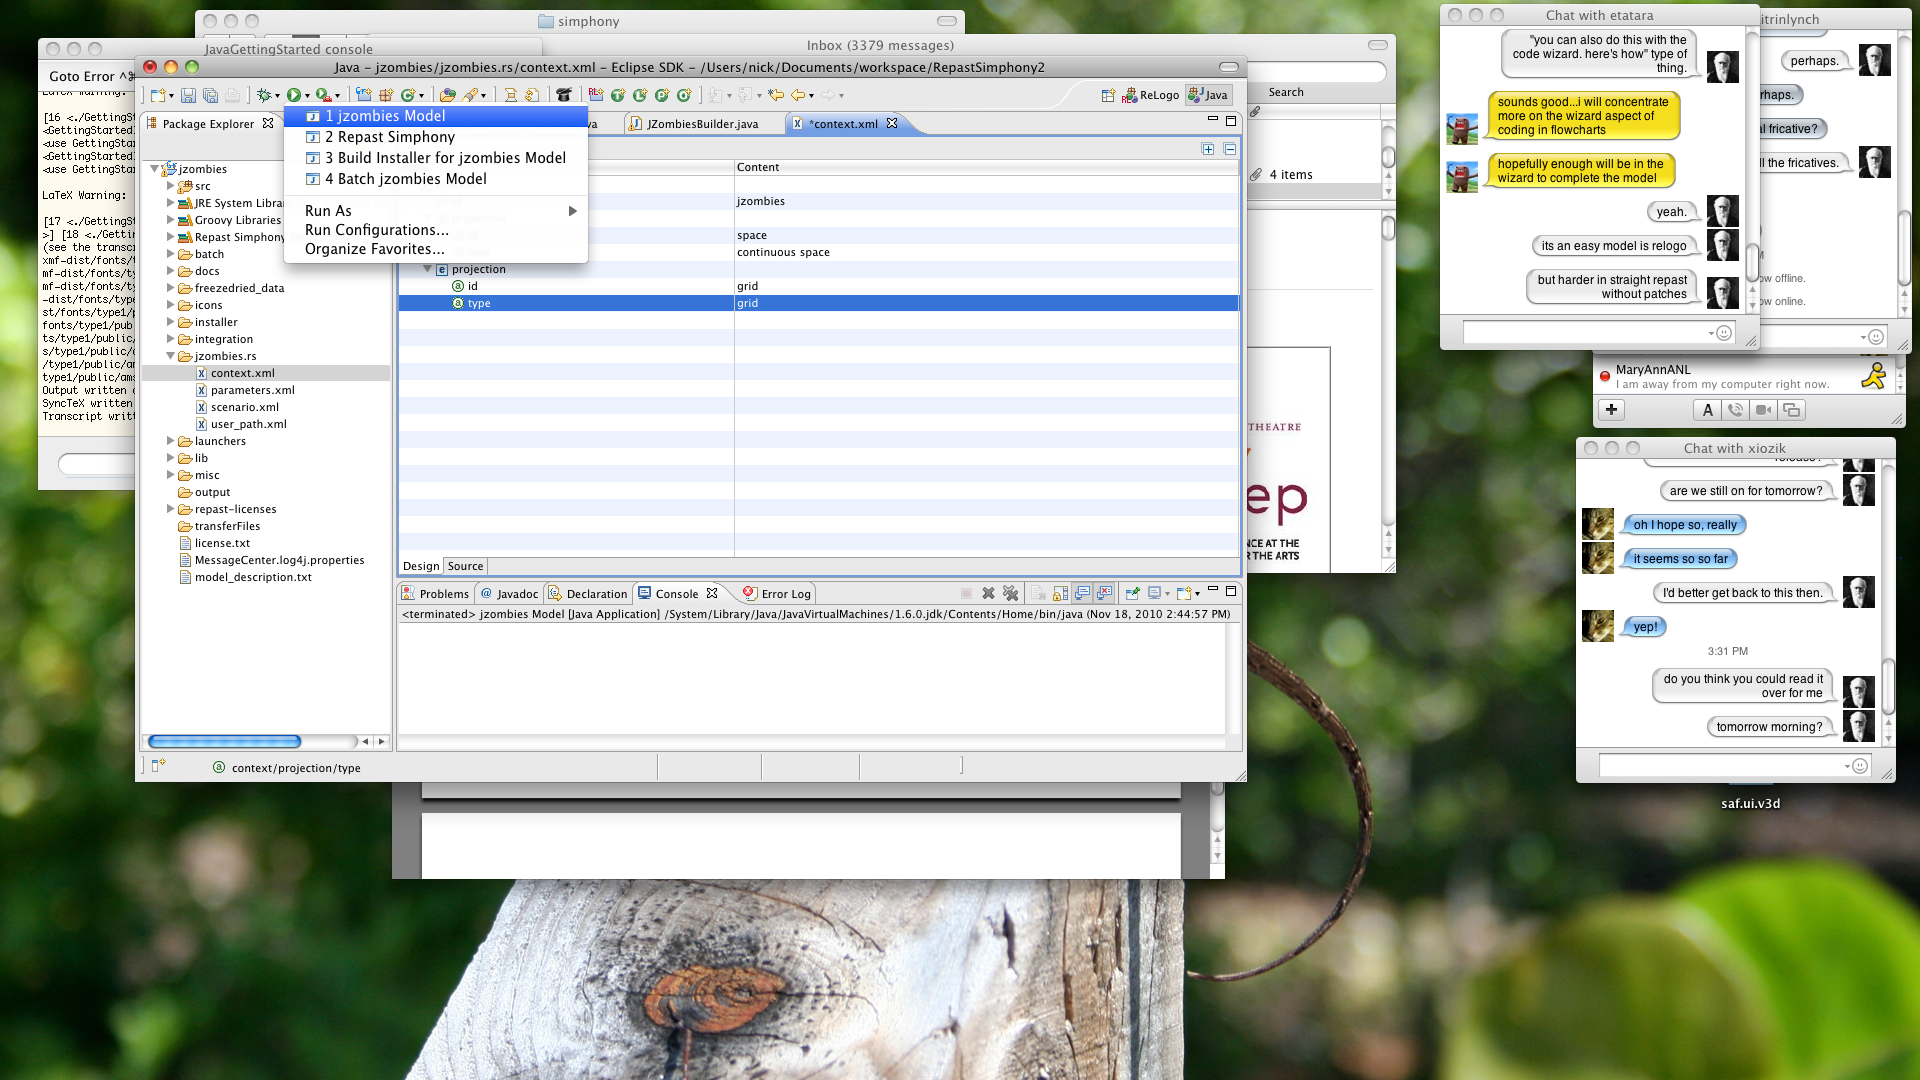 simphony
JavaGettingStarted console
Inbox (3379 messages)
Goto Error ^⌘
LaTeX Warning:
[16 <./GettingSt
<GettingStarted
<use GettingStar
<GettingStarted
<use GettingStar
LaTeX Warning:
[17 <./GettingSt
>] [18 <./Gettin
(see the transcr
xmf-dist/fonts/t
mf-dist/fonts/ty
-dist/fonts/type
st/fonts/type1/p
fonts/type1/pub
ts/type1/public/
s/type1/public/
/type1/public/am
type1/public/ams
Output written o
SyncTeX written
Transcript writt
Java - jzombies/jzombies.rs/context.xml - Eclipse SDK - /Users/nick/Documents/workspace/RepastSimphony2
ReLogo
Java
Package Explorer
JZombiesBuilder.java
*context.xml
1 jzombies Model
2 Repast Simphony
3 Build Installer for jzombies Model
4 Batch jzombies Model
Run As
Run Configurations...
Organize Favorites...
jzombies
src
JRE System Libra
Groovy Libraries
Repast Simphony
batch
docs
freezedried_data
icons
installer
integration
jzombies.rs
context.xml
parameters.xml
scenario.xml
user_path.xml
launchers
lib
misc
output
repast-licenses
transferFiles
license.txt
MessageCenter.log4j.properties
model_description.txt
Content
jzombies
space
continuous space
projection
id grid
type grid
Design Source
Problems Javadoc Declaration Console Error Log
<terminated> jzombies Model [Java Application] /System/Library/Java/JavaVirtualMachines/1.6.0.jdk/Contents/Home/bin/java (Nov 18, 2010 2:44:57 PM)
context/projection/type
Search
4 items
THEATRE
ep
NCE AT THE
R THE ARTS
Chat with etatara
"you can also do this with the
code wizard. here's how" type of
thing.
sounds good...i will concentrate
more on the wizard aspect of
coding in flowcharts
hopefully enough will be in the
wizard to complete the model
yeah.
its an easy model is relogo
but harder in straight repast
without patches
itrinlynch
perhaps.
rhaps.
l fricative?
ll the fricatives.
ow offline.
ow online.
MaryAnnANL
I am away from my computer right now.
A
Chat with xiozik
are we still on for tomorrow?
oh I hope so, really
it seems so so far
I'd better get back to this then.
yep!
3:31 PM
do you think you could read it
over for me
tomorrow morning?
saf.ui.v3d